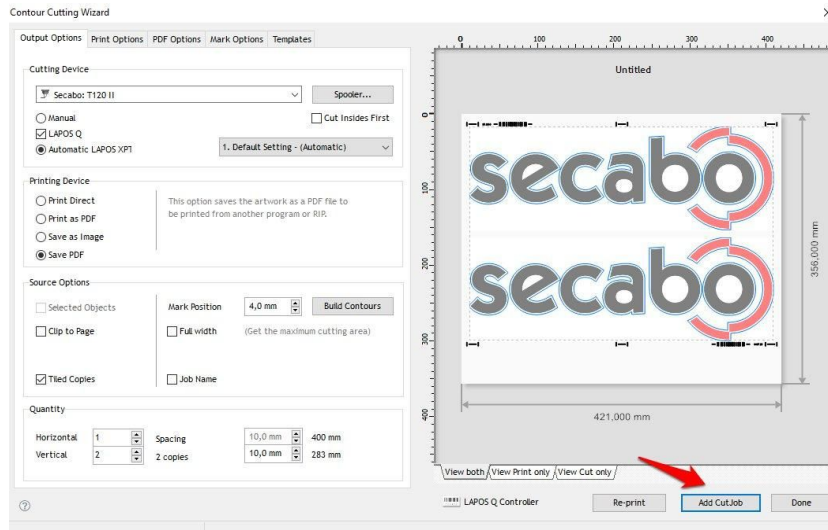 Contour Cutting Wizard
Output Options Print Options PDF Options Mark Options Templates
Cutting Device
Secabo: T120 II
Spooler...
Manual
Cut Insides First
LAPOS Q
Automatic LAPOS XPT
1. Default Setting - (Automatic)
Printing Device
Print Direct
Print as PDF
Save as Image
Save PDF
This option saves the artwork as a PDF file to
be printed from another program or RIP.
Source Options
Selected Objects
Mark Position 4,0 mm Build Contours
Clip to Page
Full width (Get the maximum cutting area)
Tiled Copies
Job Name
Quantity
Horizontal 1 Spacing 10,0 mm 400 mm
Vertical 2 2 copies 10,0 mm 283 mm
0 100 200 300 400
Untitled
0
100
200
300
400
secabo
secabo
356,000 mm
421,000 mm
View both View Print only View Cut only
LAPOS Q Controller
Re-print
Add CutJob
Done